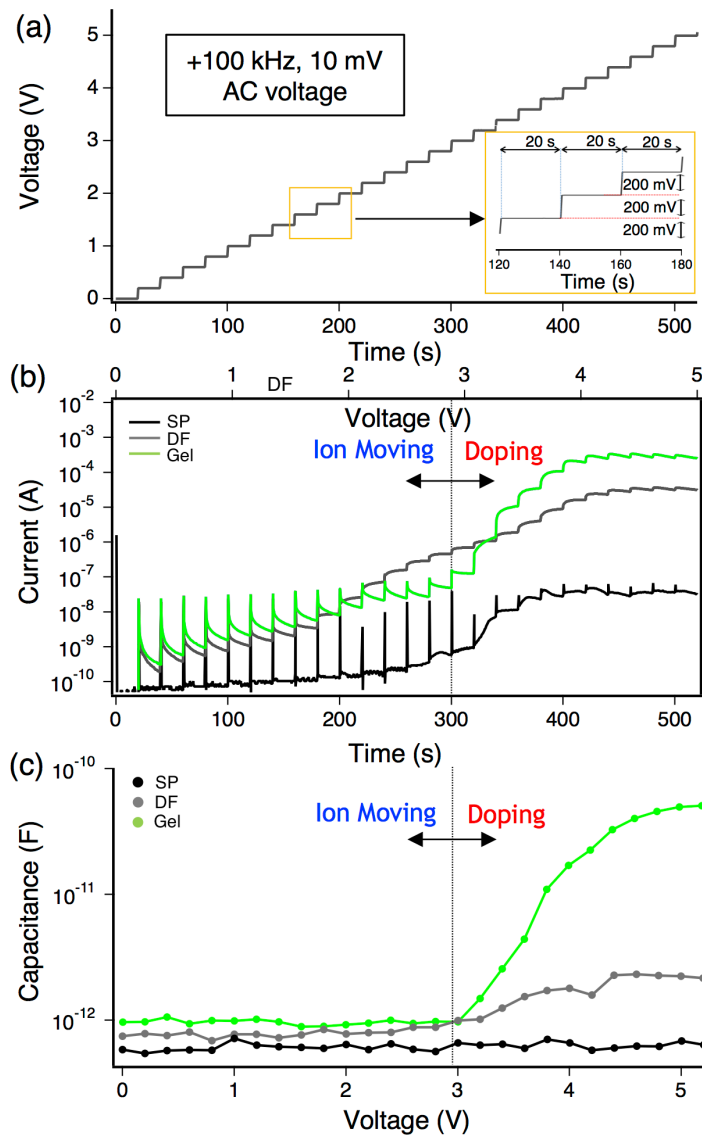 (a)
+100 kHz, 10 mV
AC voltage
Voltage (V)
5
4
3
2
1
0
20 s 20 s 20 s
200 mV
200 mV
200 mV
120 140 160 180
Time (s)
0 100 200 300 400 500
Time (s)
(b)
0 1 2 3 4 5
DF
Voltage (V)
SP
DF
Gel
Ion Moving Doping
Current (A)
10-2
10-3
10-4
10-5
10-6
10-7
10-8
10-9
10-10
0 100 200 300 400 500
Time (s)
(c)
SP
DF
Gel
Ion Moving Doping
Capacitance (F)
10-10
10-11
10-12
0 1 2 3 4 5
Voltage (V)